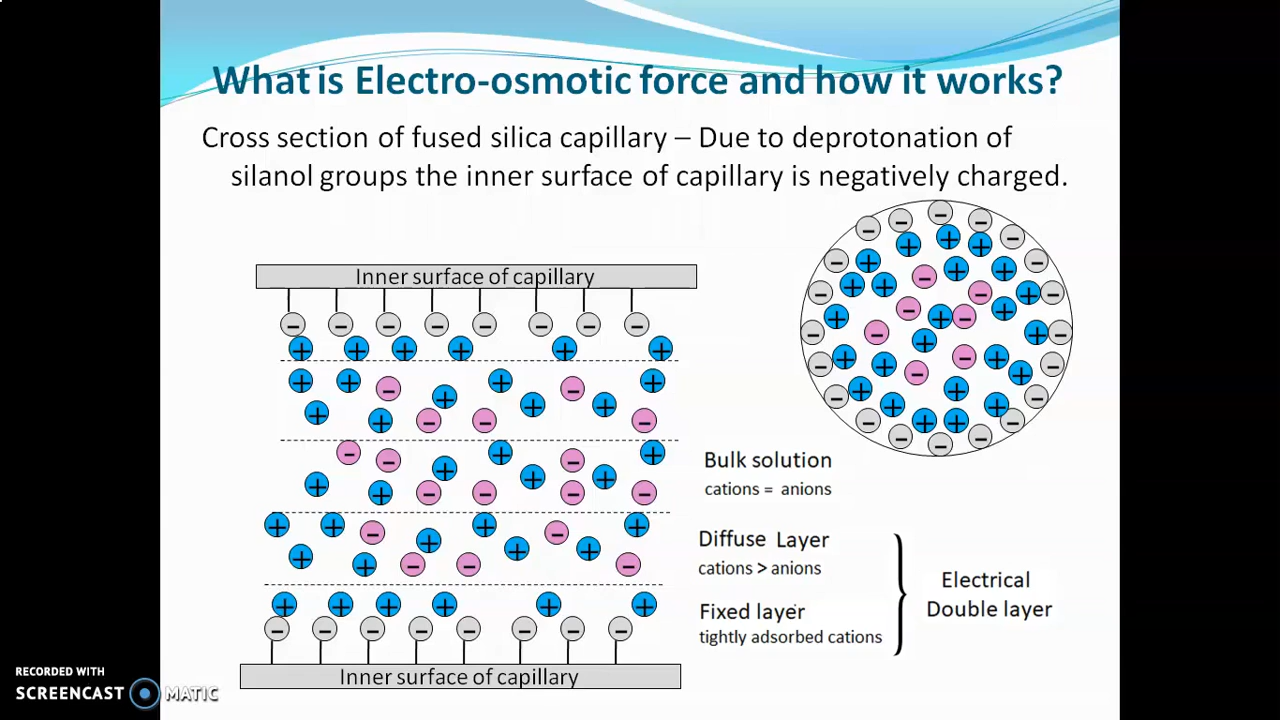 What is Electro-osmotic force and how it works?
Cross section of fused silica capillary – Due to deprotonation of
silanol groups the inner surface of capillary is negatively charged.
Inner surface of capillary
Bulk solution
cations = anions
Diffuse Layer
cations > anions
Fixed layer
tightly adsorbed cations
Electrical
Double layer
Inner surface of capillary
RECORDED WITH
SCREENCAST MATIC